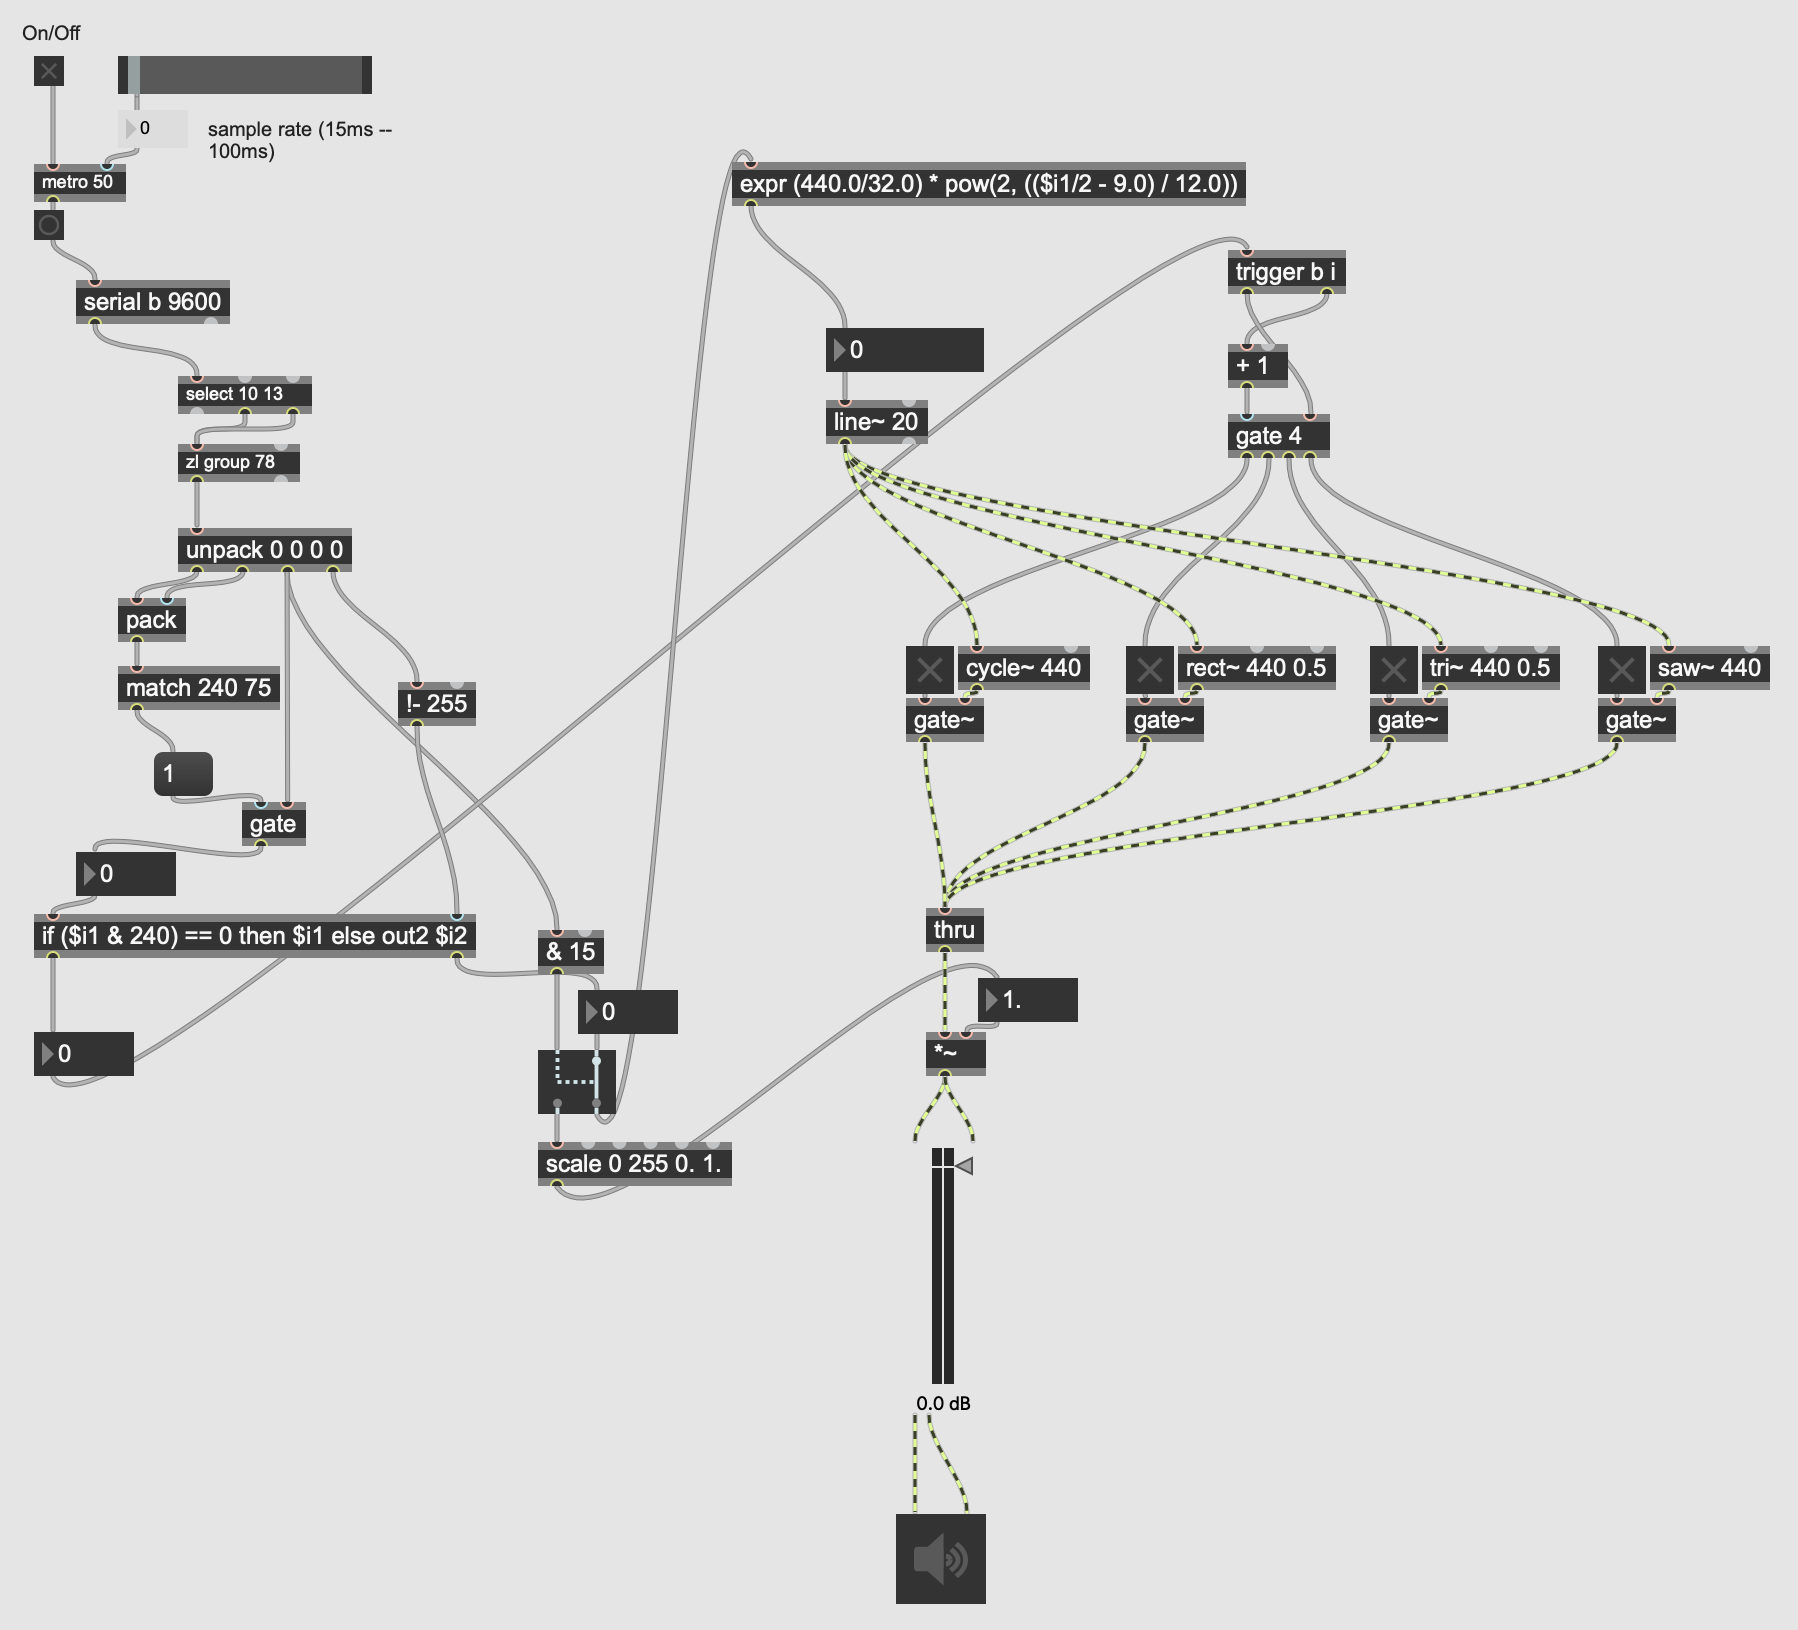 On/Off
0
sample rate (15ms --
100ms)
metro 50
serial b 9600
select 10 13
zl group 78
unpack 0 0 0 0
pack
match 240 75
!- 255
1
gate
0
if ($i1 & 240) == 0 then $i1 else out2 $i2
& 15
0
0
scale 0 255 0. 1.
expr (440.0/32.0) * pow(2, (($i1/2 - 9.0) / 12.0))
trigger b i
0
+ 1
line~ 20
gate 4
cycle~ 440
rect~ 440 0.5
tri~ 440 0.5
saw~ 440
gate~
gate~
gate~
gate~
thru
1.
*~
0.0 dB